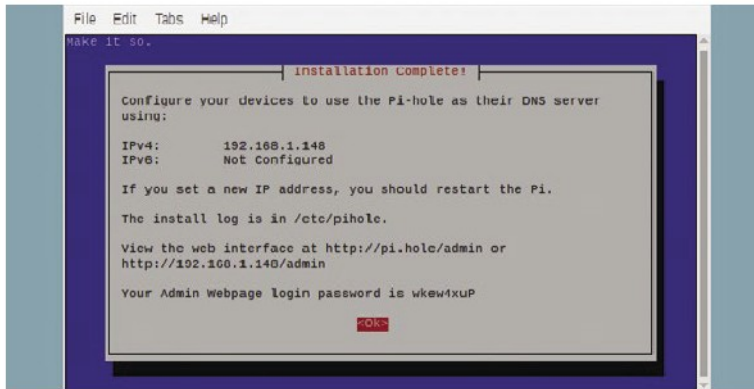 File Edit Tabs Help
Make it so.
Installation Complete!
Configure your devices to use the Pi-hole as their DNS server
using:
IPv4: 192.168.1.148
IPv6: Not Configured
If you set a new IP address, you should restart the Pi.
The install log is in /etc/pihole.
View the web interface at http://pi.hole/admin or
http://192.168.1.148/admin
Your Admin Webpage login password is wkew4xuP
<Ok>